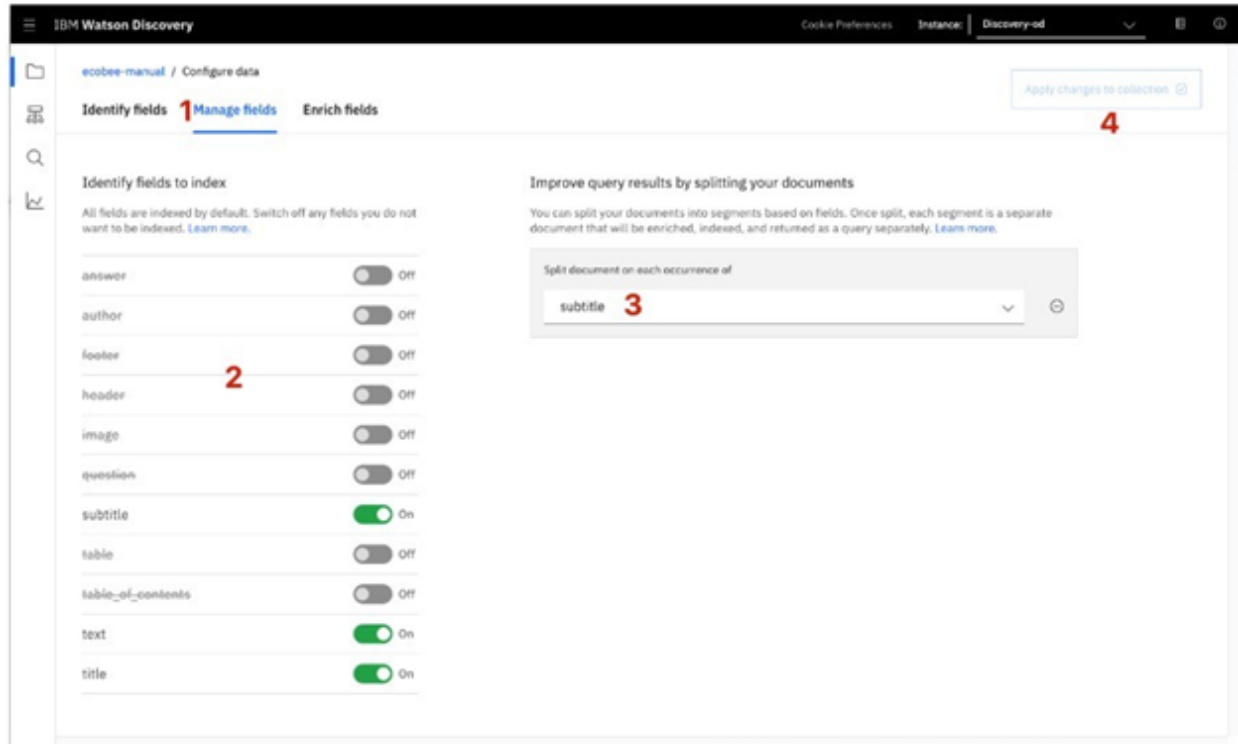 IBM Watson Discovery Cookie Preferences Instance: Discovery-od
ecobee-manual / Configure data
Apply changes to collection
Identify fields 1 Manage fields Enrich fields
4
Identify fields to index
All fields are indexed by default. Switch off any fields you do not
want to be indexed. Learn more.
answer Off
author Off
footer Off
2
header Off
image Off
question Off
subtitle On
table Off
table_of_contents Off
text On
title On
Improve query results by splitting your documents
You can split your documents into segments based on fields. Once split, each segment is a separate
document that will be enriched, indexed, and returned as a query separately. Learn more.
Split document on each occurrence of
subtitle 3